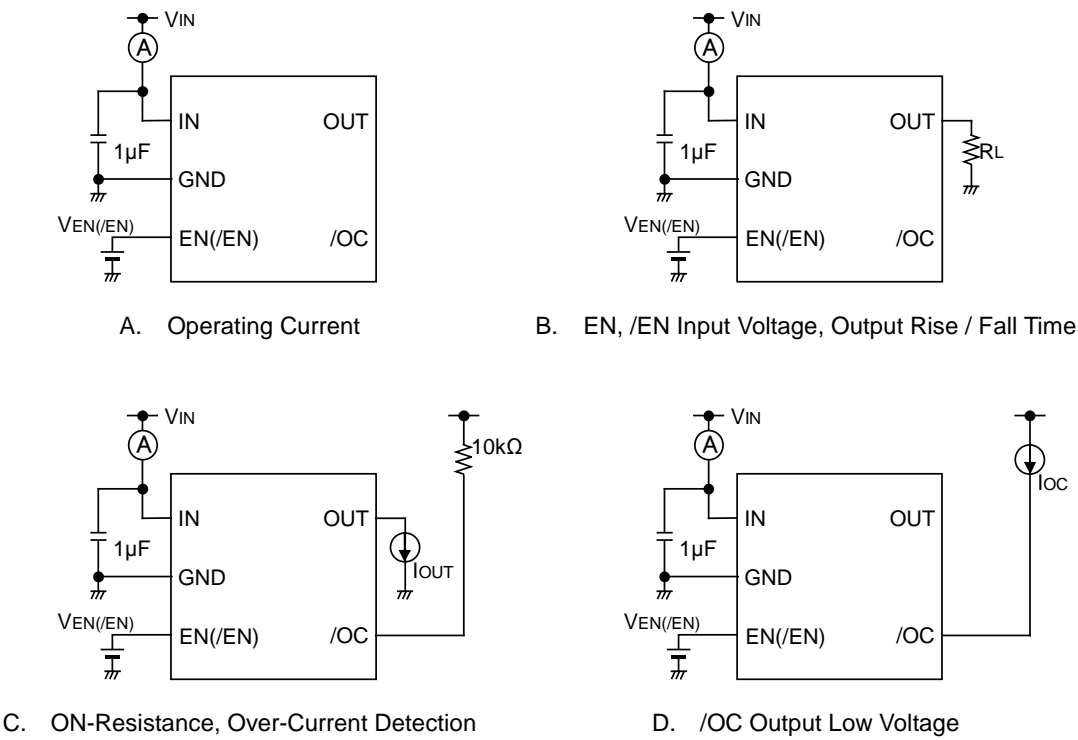 VIN
A
IN OUT
1µF
GND
VEN(/EN)
EN(/EN) /OC
A. Operating Current
VIN
A
IN OUT
1µF RL
GND
VEN(/EN)
EN(/EN) /OC
B. EN, /EN Input Voltage, Output Rise / Fall Time
VIN
A 10kΩ
IN OUT
1µF IOUT
GND
VEN(/EN)
EN(/EN) /OC
C. ON-Resistance, Over-Current Detection
VIN
A
IOC
IN OUT
1µF
GND
VEN(/EN)
EN(/EN) /OC
D. /OC Output Low Voltage